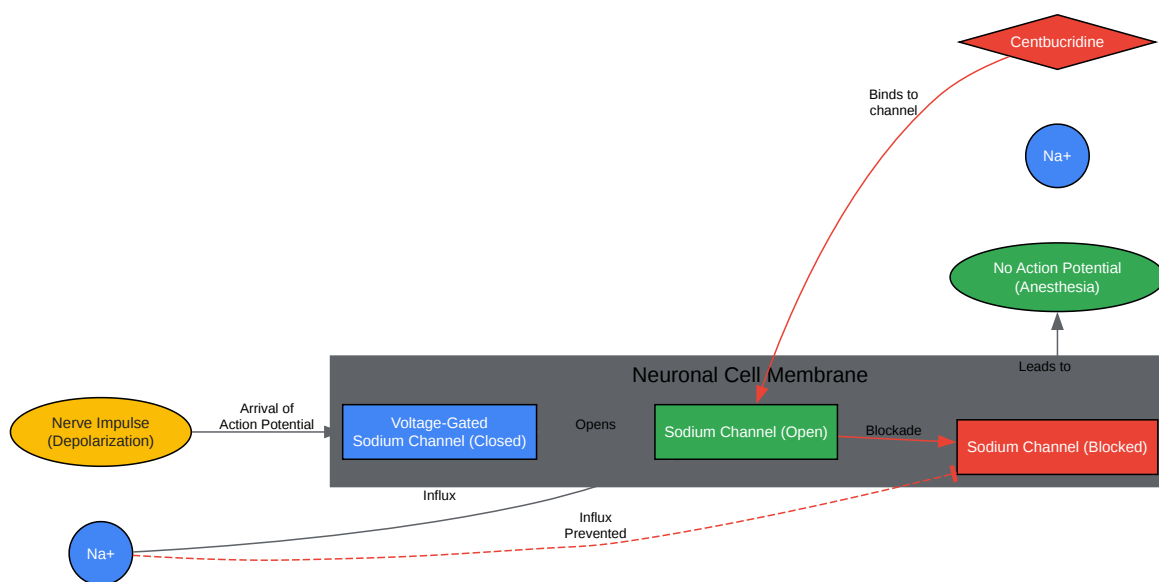 Centbucridine
Binds to
channel
Na+
No Action Potential
(Anesthesia)
Leads to
Neuronal Cell Membrane
Nerve Impulse
(Depolarization)
Arrival of
Action Potential
Voltage-Gated
Sodium Channel (Closed)
Opens
Sodium Channel (Open)
Blockade
Sodium Channel (Blocked)
Influx
Influx
Prevented
Na+